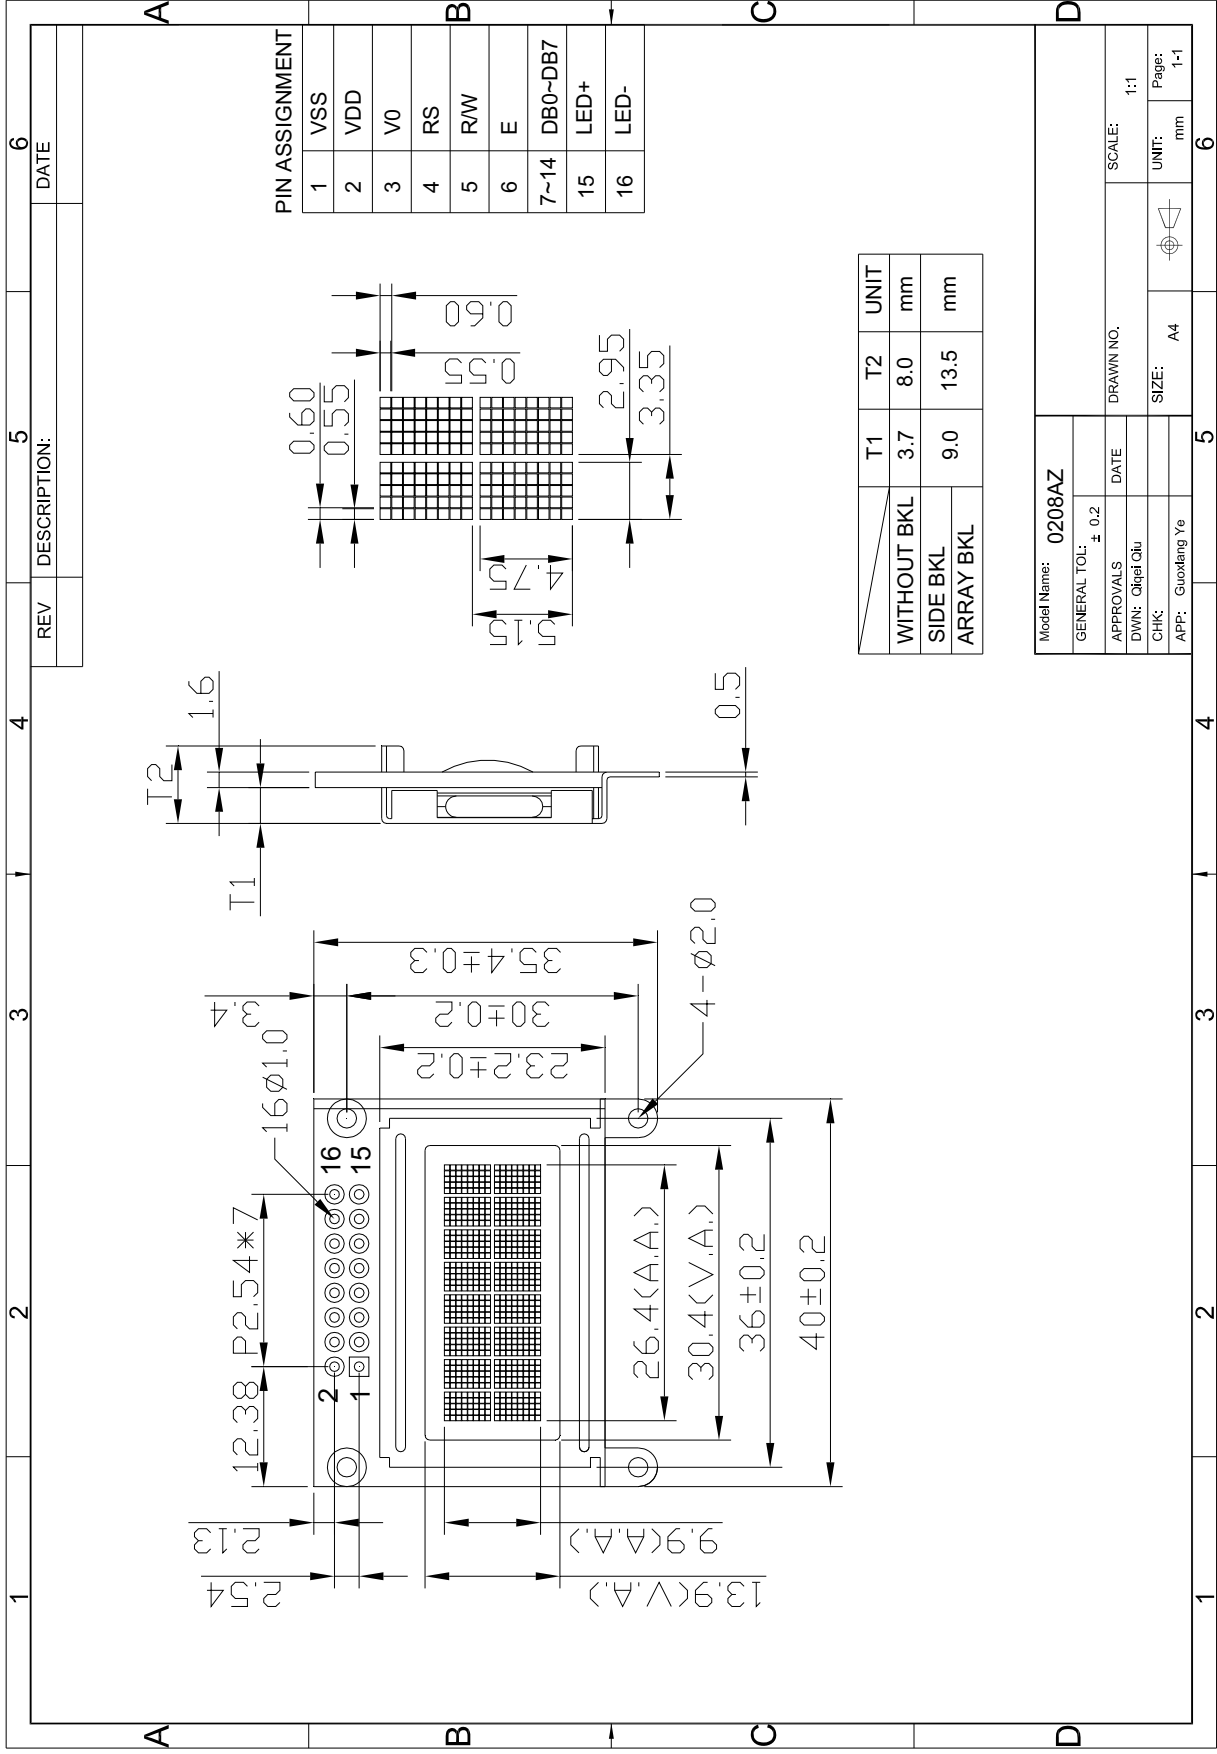 1 2 3 4 5 6
A
B
C
D
REV DESCRIPTION: DATE
PIN ASSIGNMENT
1 VSS
2 VDD
3 V0
4 RS
5 R/W
6 E
7~14 DB0~DB7
15 LED+
16 LED-
2.13
2.54
12.38 P2.54*7
16Ø1.0
2 16
1 15
3.4
35.4±0.3
30±0.2
23.2±0.2
4-Ø2.0
9.9(A.A.)
13.9(V.A.)
26.4(A.A.)
30.4(V.A.)
36±0.2
40±0.2
T2
1.6
T1
0.5
0.60
0.55
0.60
0.55
4.75
5.15
2.95
3.35
T1 T2 UNIT
WITHOUT BKL 3.7 8.0 mm
SIDE BKL
ARRAY BKL 9.0 13.5 mm
Model Name: 0208AZ
GENERAL TOL: ± 0.2
APPROVALS DATE
DWN: Qiqei Qiu
CHK:
APP: Guoxlang Ye
DRAWN NO.
SCALE: 1:1
SIZE: A4
UNIT: mm
Page: 1-1
A
B
C
D
1 2 3 4 5 6